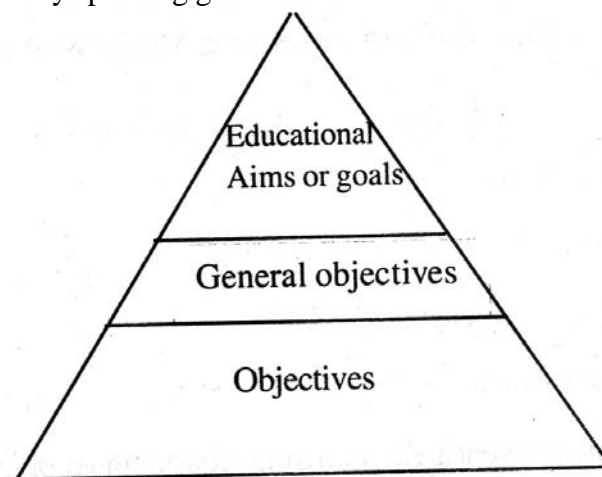 Educational
Aims or goals
General objectives
Objectives